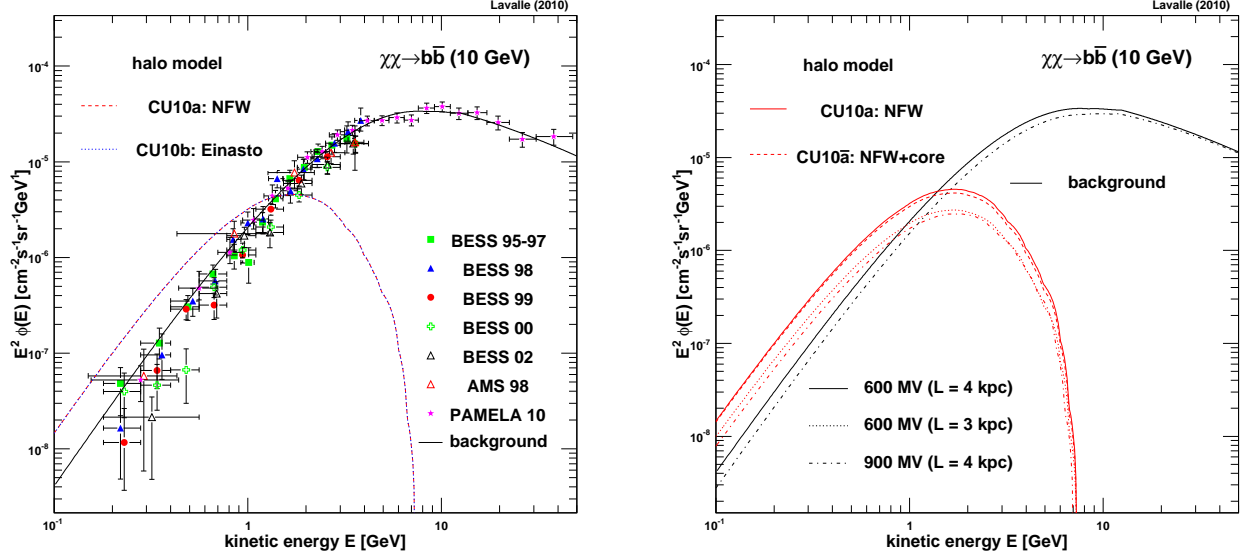 Lavalle (2010)
χχ→bb̅ (10 GeV)
halo model
CU10a: NFW
CU10b: Einasto
BESS 95-97
BESS 98
BESS 99
BESS 00
BESS 02
AMS 98
PAMELA 10
background
10⁻⁴
10⁻⁵
10⁻⁶
10⁻⁷
10⁻⁸
E² ϕ(E) [cm⁻²s⁻¹sr⁻¹GeV¹]
10⁻¹ 1 10
kinetic energy E [GeV]
Lavalle (2010)
χχ→bb̅ (10 GeV)
halo model
CU10a: NFW
CU10a̅: NFW+core
background
600 MV (L = 4 kpc)
600 MV (L = 3 kpc)
900 MV (L = 4 kpc)
10⁻⁴
10⁻⁵
10⁻⁶
10⁻⁷
10⁻⁸
E² ϕ(E) [cm⁻²s⁻¹sr⁻¹GeV¹]
10⁻¹ 1 10
kinetic energy E [GeV]